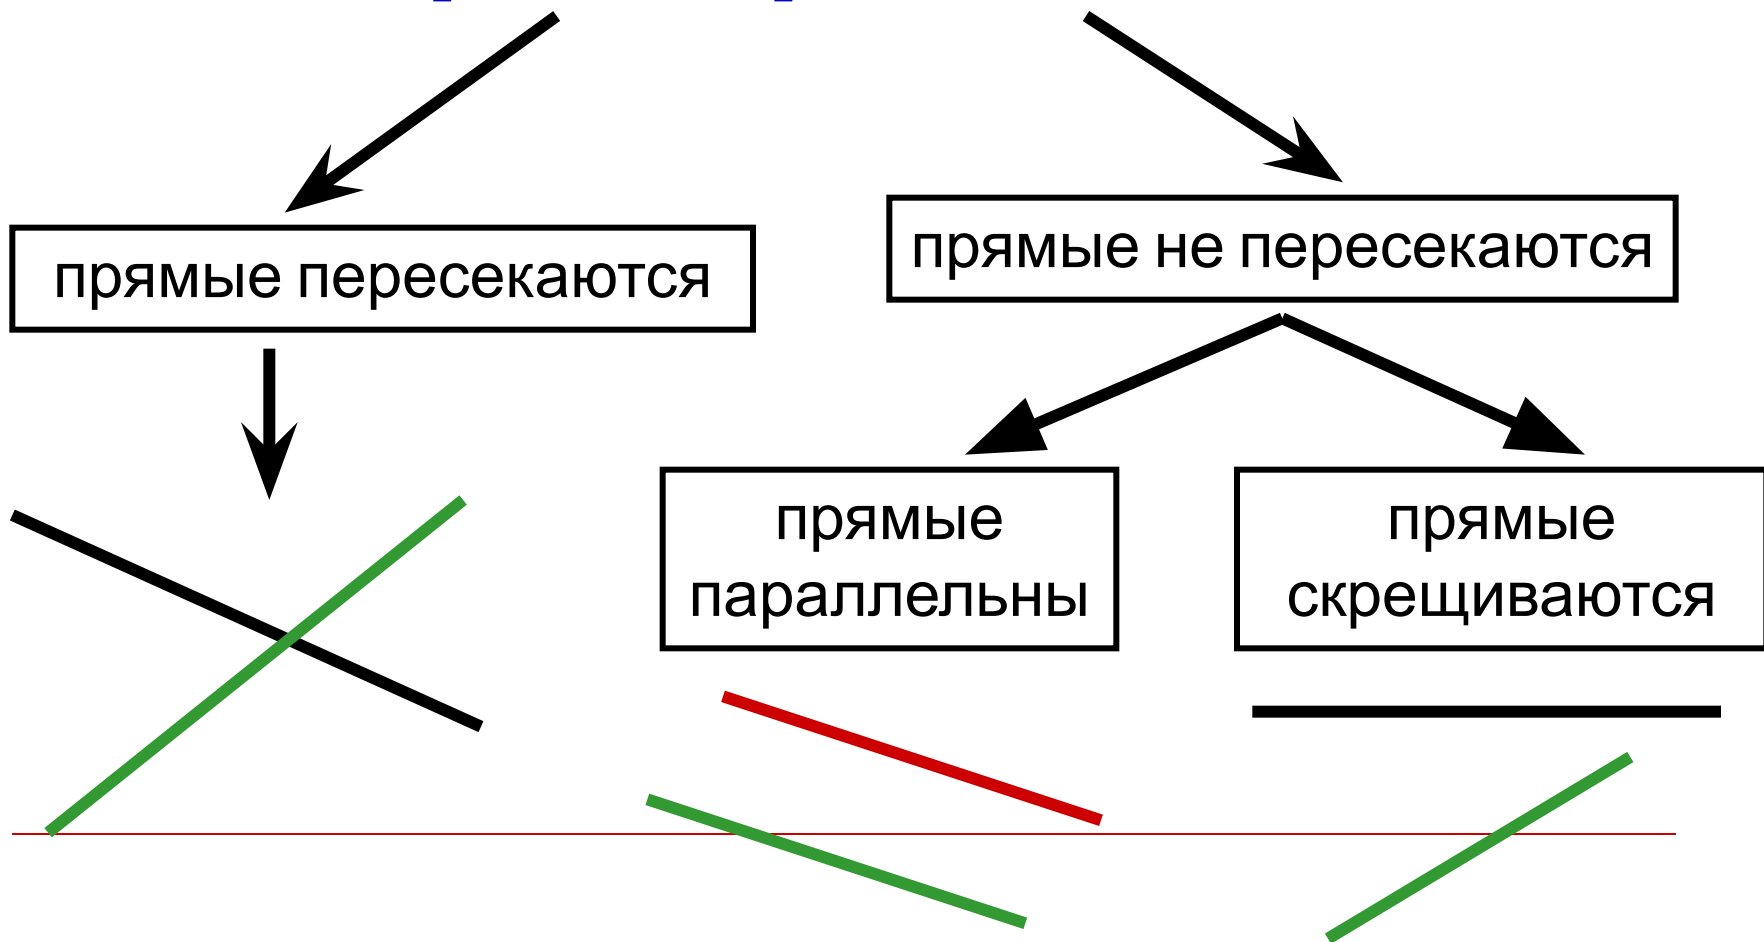 прямые пересекаются
прямые не пересекаются
прямые
параллельны
прямые
скрещиваются